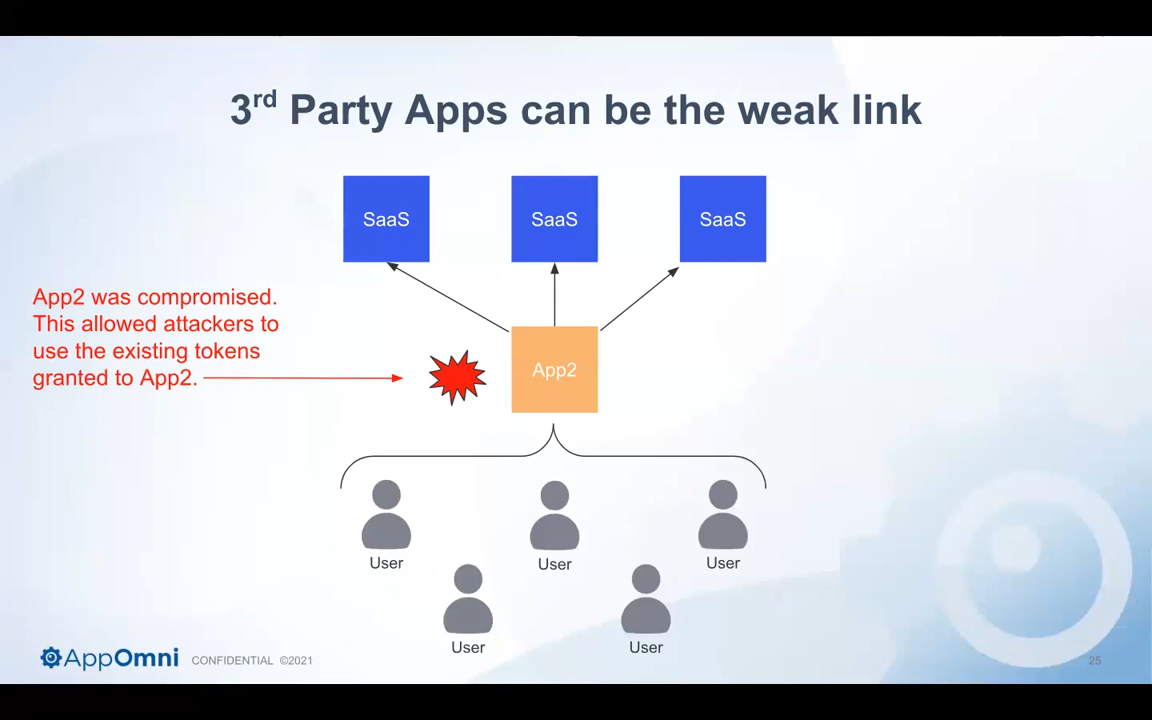 3rd Party Apps can be the weak link
SaaS
SaaS
SaaS
App2 was compromised.
This allowed attackers to
use the existing tokens
granted to App2.
App2
User
User
User
User
User
AppOmni
CONFIDENTIAL ©2021
25